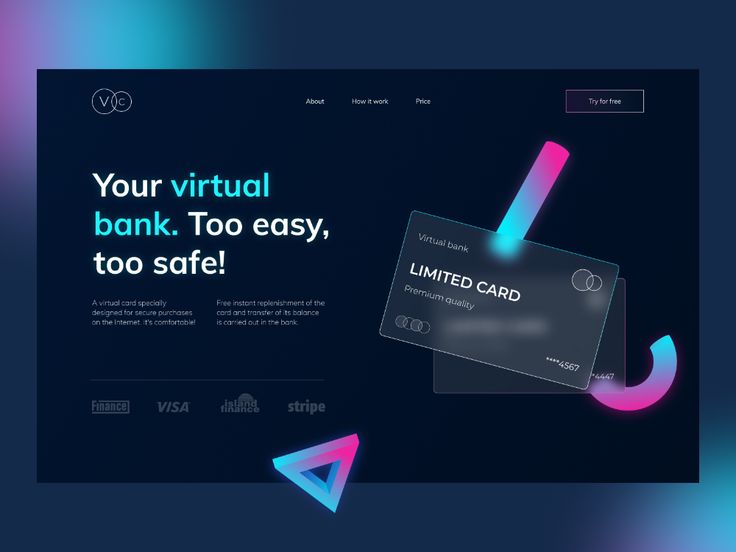 VC
About
How it work
Price
Try for free
Your virtual
bank. Too easy,
too safe!
A virtual card specially
designed for secure purchases
on the Internet. It's comfortable!
Free instant replenishment of the
card and transfer of its balance
is carried out in the bank.
Finance
VISA
island
finance
stripe
Virtual bank
LIMITED CARD
Premium quality
****4567
*4447